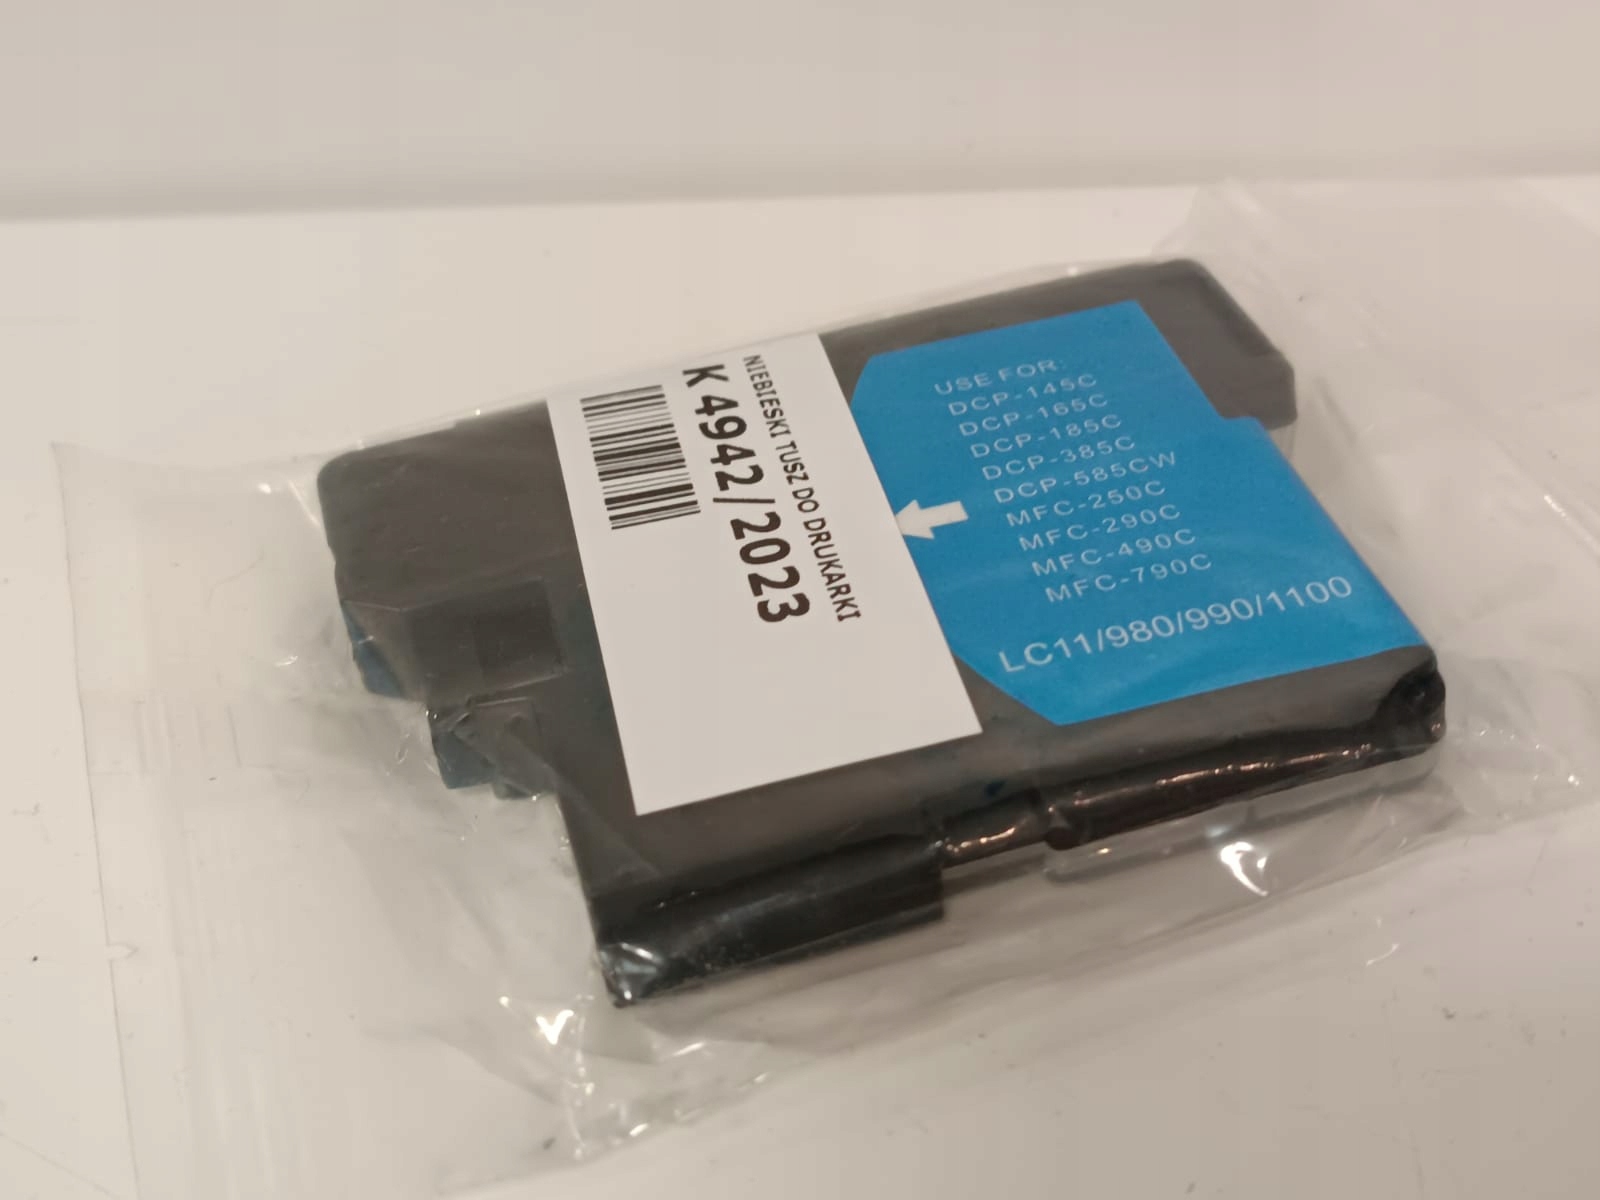 NIEBIESKI TUSZ DO DRUKARKI
K 4942/2023
USE FOR:
DCP-145C
DCP-165C
DCP-185C
DCP-385C
DCP-585CW
MFC-250C
MFC-290C
MFC-490C
MFC-790C
LC11/980/990/1100